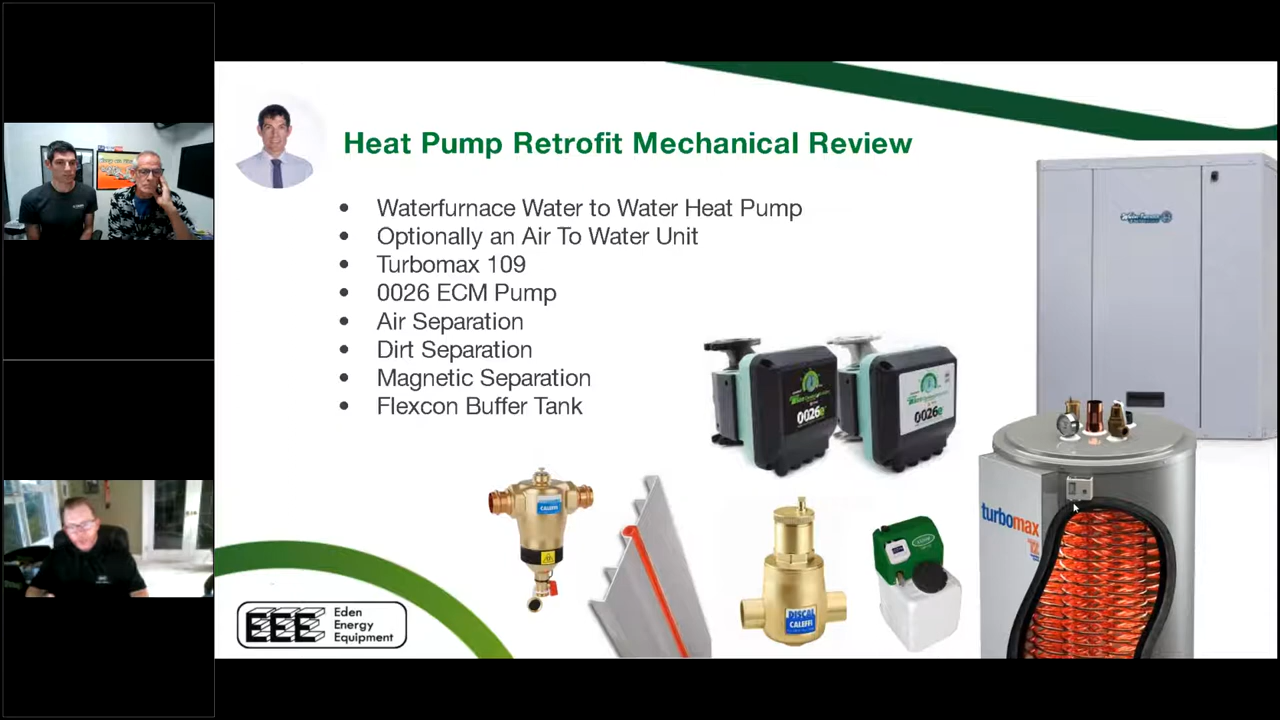 Heat Pump Retrofit Mechanical Review
Waterfurnace Water to Water Heat Pump
Optionally an Air To Water Unit
Turbomax 109
0026 ECM Pump
Air Separation
Dirt Separation
Magnetic Separation
Flexcon Buffer Tank
0026e
0026e
CALEFFI
DISCAL
CALEFFI
turbomax
EEE
Eden
Energy
Equipment